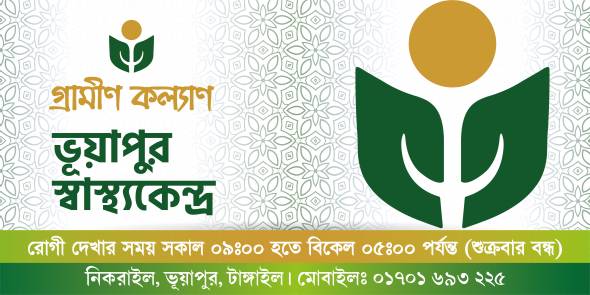 গ্রামীণ কল্যাণ
ভূয়াপুর
স্বাস্থ্যকেন্দ্র
রোগী দেখার সময় সকাল ০৯ঃ০০ হতে বিকেল ০৫ঃ০০ পর্যন্ত (শুক্রবার বন্ধ)
নিকরাইল, ভূয়াপুর, টাঙ্গাইল। মোবাইলঃ ০১৭০১ ৬৯৩ ২২৫